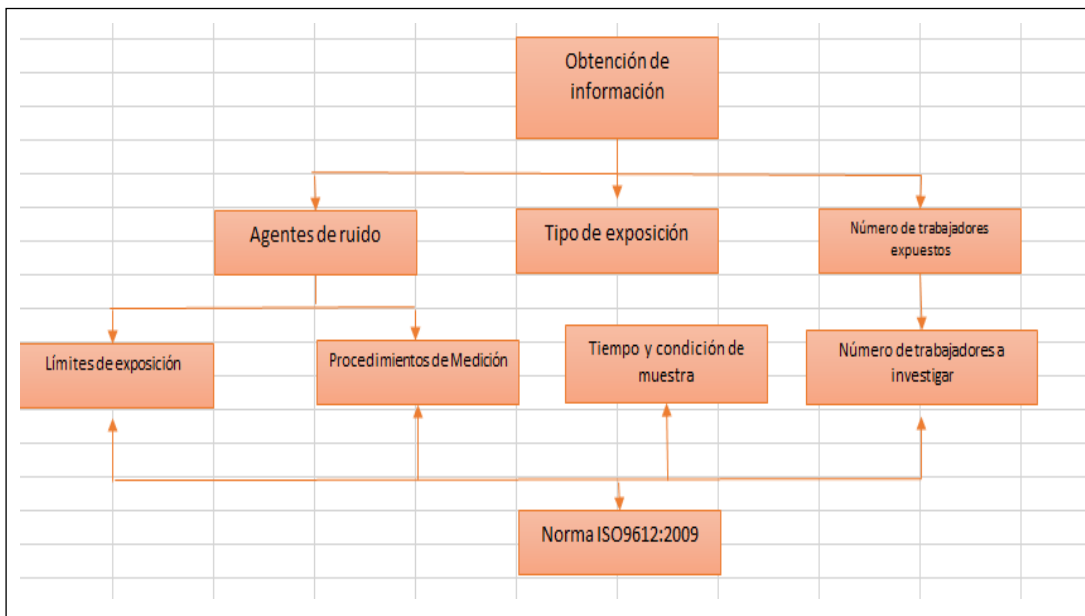 Obtención de
información
Agentes de ruido
Tipo de exposición
Número de trabajadores
expuestos
Límites de exposición
Procedimientos de Medición
Tiempo y condición de
muestra
Número de trabajadores a
investigar
Norma ISO9612:2009